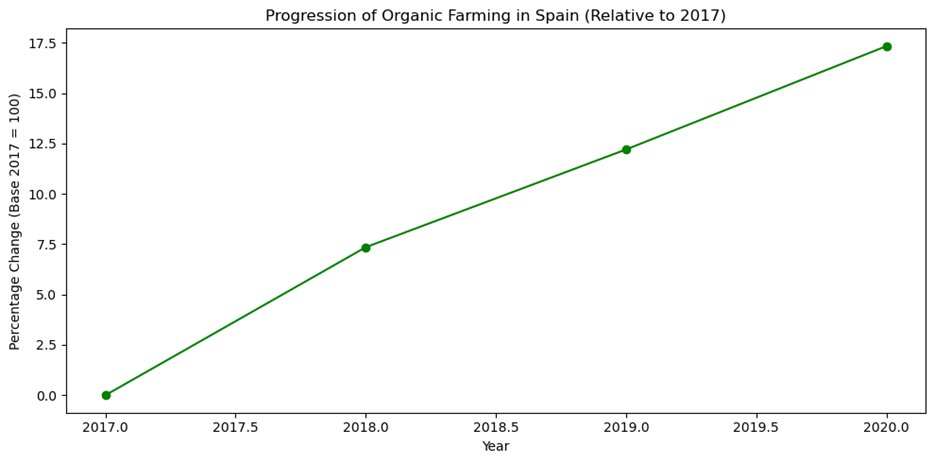 Progression of Organic Farming in Spain (Relative to 2017)
Percentage Change (Base 2017 = 100)
17.5
15.0
12.5
10.0
7.5
5.0
2.5
0.0
2017.0 2017.5 2018.0 2018.5 2019.0 2019.5 2020.0
Year